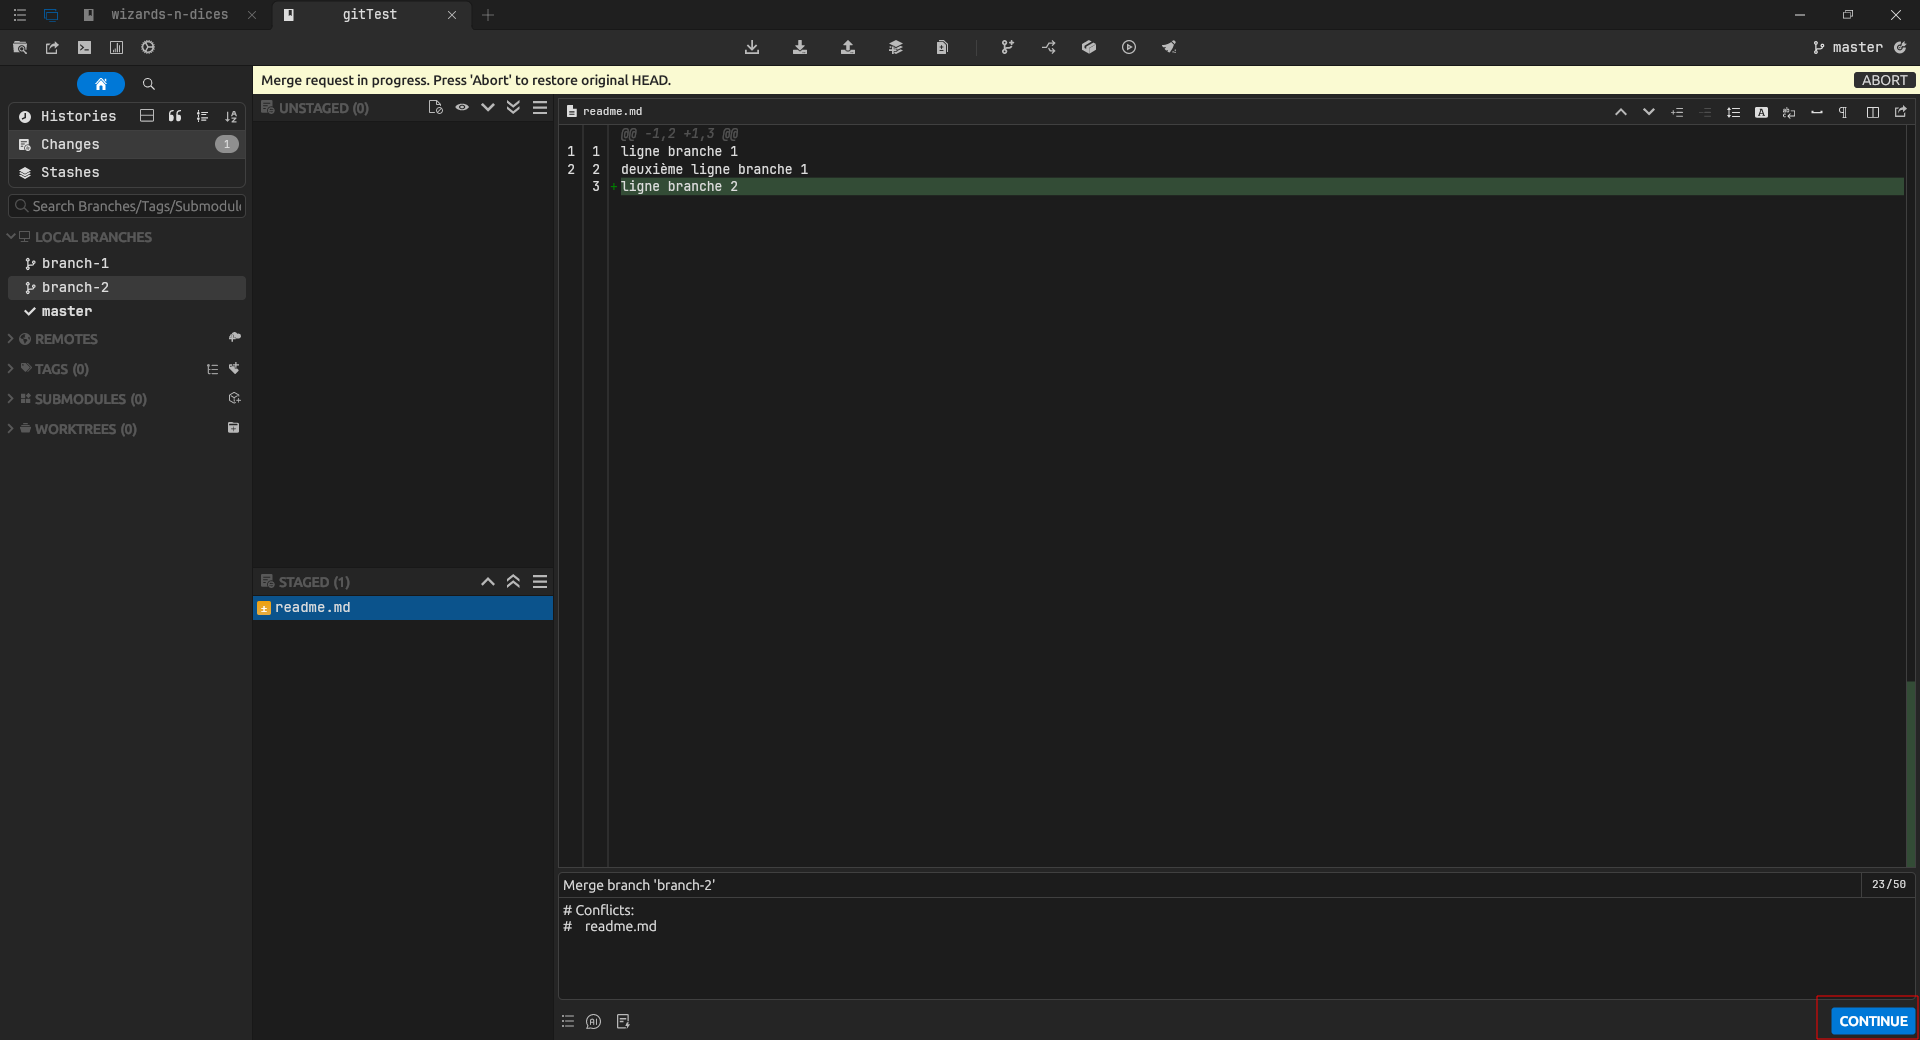 wizards-n-dices
gitTest
master
Merge request in progress. Press 'Abort' to restore original HEAD.
ABORT
Histories
Changes
1
Stashes
Search Branches/Tags/Submodule
LOCAL BRANCHES
branch-1
branch-2
master
REMOTES
TAGS (0)
SUBMODULES (0)
WORKTREES (0)
UNSTAGED (0)
STAGED (1)
readme.md
readme.md
@@ -1,2 +1,3 @@
1 1 ligne branche 1
2 2 deuxième ligne branche 1
3 + ligne branche 2
Merge branch 'branch-2'
23/50
# Conflicts:
# readme.md
CONTINUE